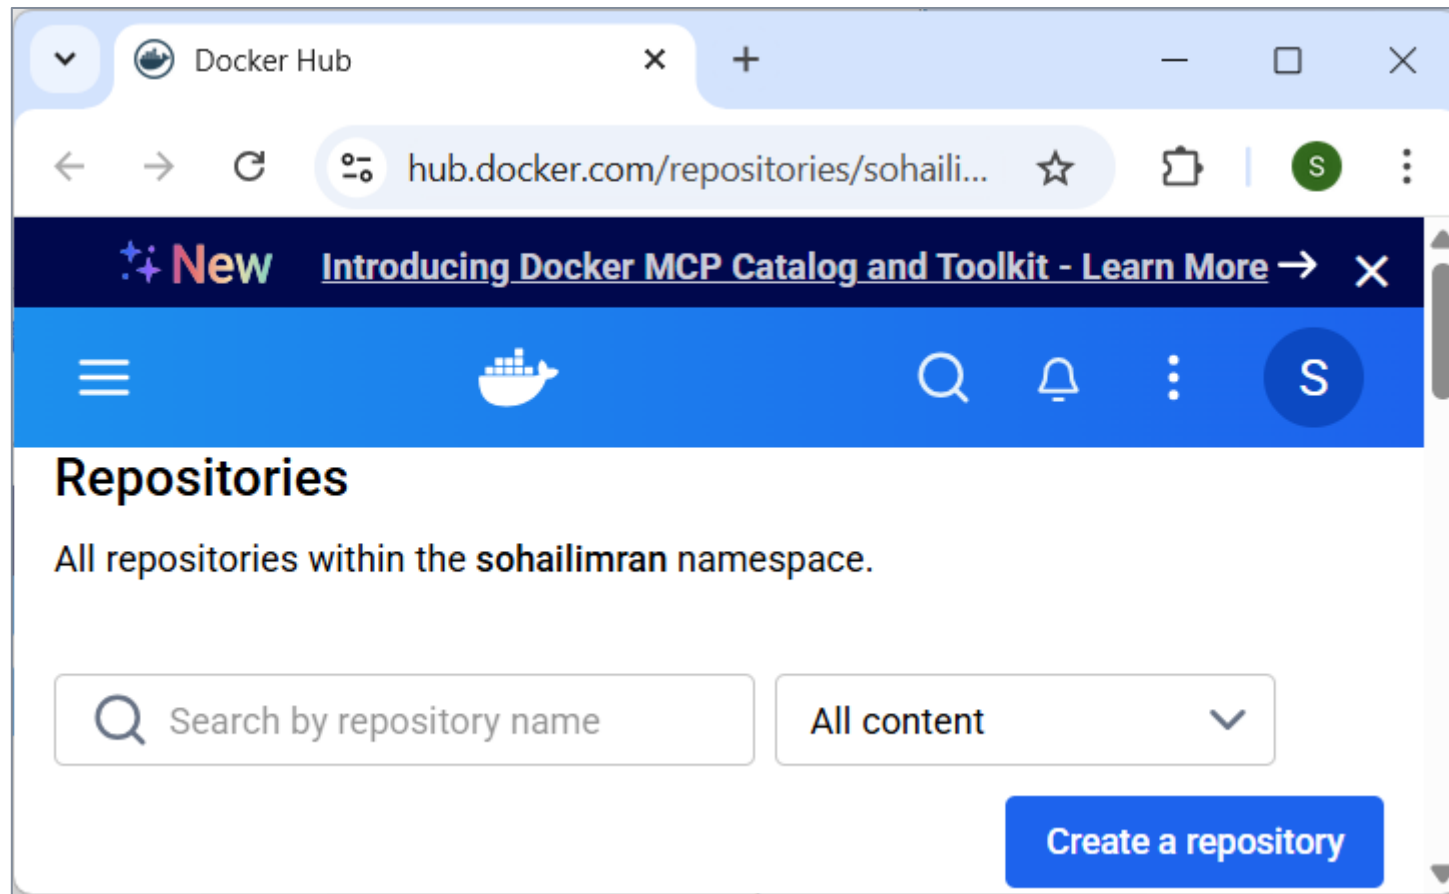 Docker Hub
hub.docker.com/repositories/sohaili...
S
New Introducing Docker MCP Catalog and Toolkit - Learn More →
S
Repositories
All repositories within the sohailimran namespace.
Search by repository name
All content
Create a repository